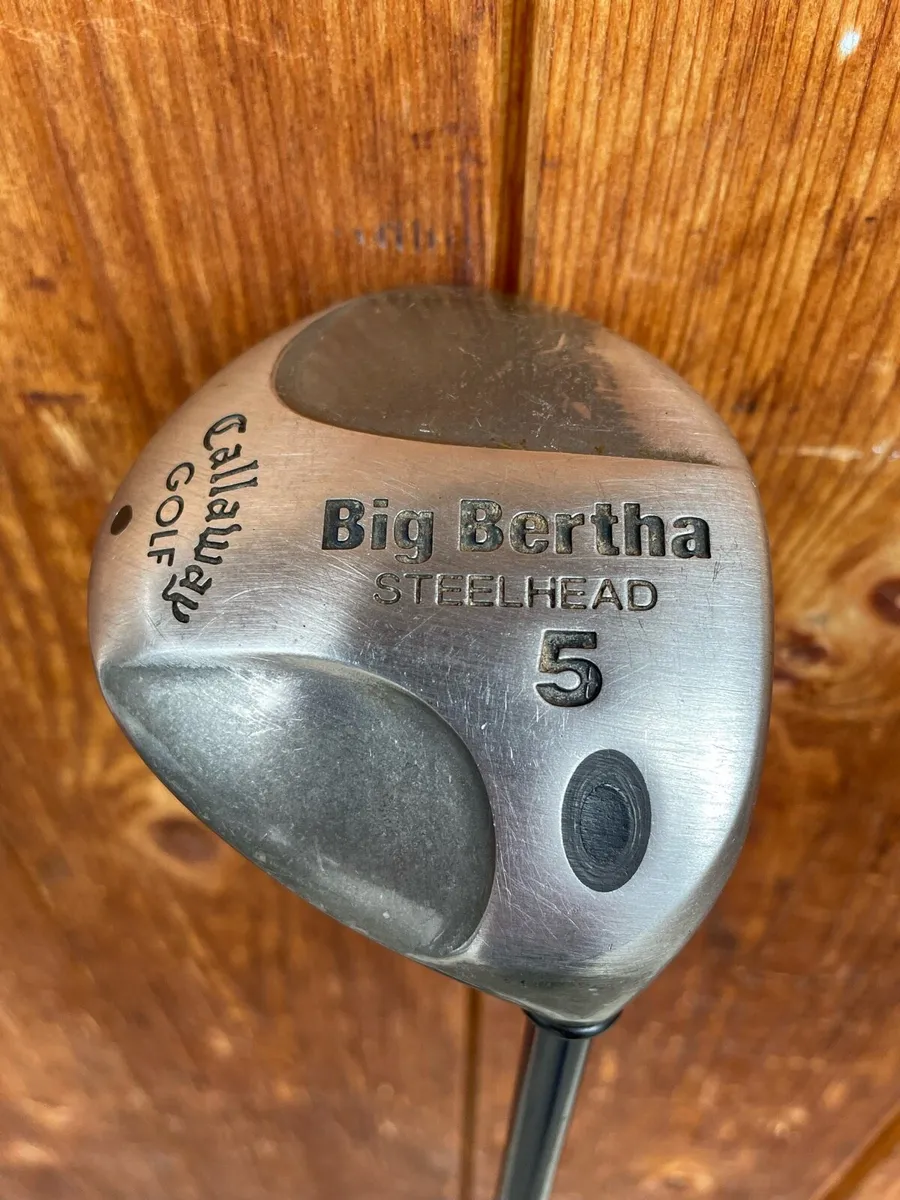 Callaway
GOLF
Big Bertha
STEELHEAD
5